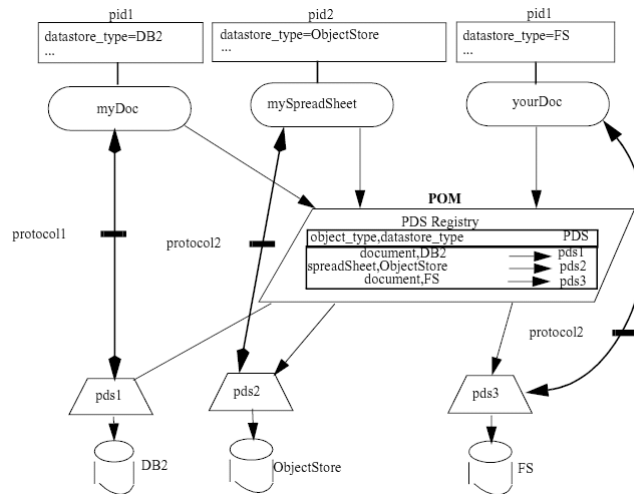 pid1
datastore_type=DB2
...
pid2
datastore_type=ObjectStore
...
pid1
datastore_type=FS
...
myDoc
mySpreadSheet
yourDoc
POM
PDS Registry
object_type,datastore_type PDS
document,DB2 pds1
spreadSheet,ObjectStore pds2
document,FS pds3
protocol1
protocol2
protocol2
pds1
pds2
pds3
DB2
ObjectStore
FS